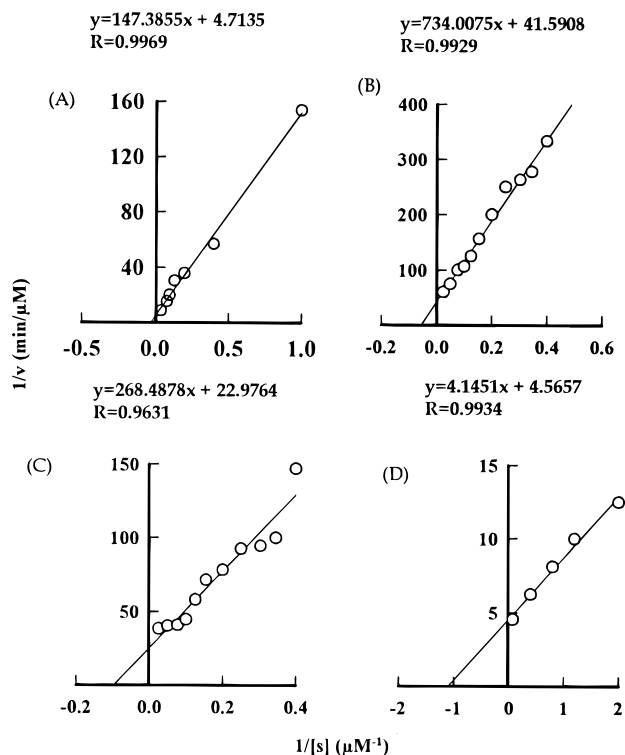 y=147.3855x + 4.7135
R=0.9969
y=734.0075x + 41.5908
R=0.9929
(A)
160
120
80
40
-0.5
0.0
0.5
1.0
(B)
400
300
200
100
-0.2
0.0
0.2
0.4
0.6
1/v (min/µM)
y=268.4878x + 22.9764
R=0.9631
y=4.1451x + 4.5657
R=0.9934
(C)
150
100
50
-0.2
0.0
0.2
0.4
(D)
15
10
5
-2
-1
0
1
2
1/[s] (µM⁻¹)